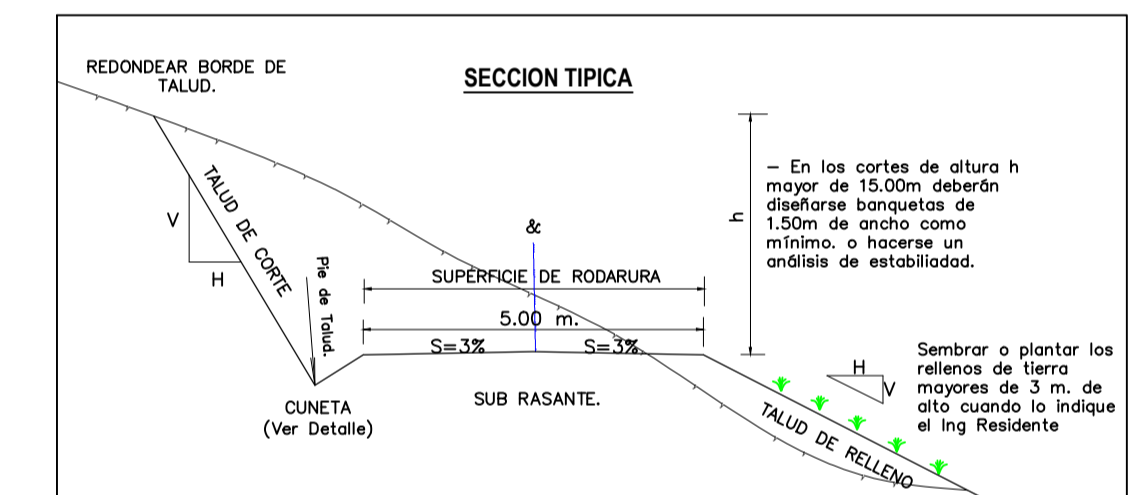 REDONDEAR BORDE DE
TALUD.
SECCION TIPICA
TALUD DE CORTE
V
H
Pie de Talud.
&
SUPERFICIE DE RODARURA
5.00 m.
S=3%
S=3%
CUNETA
(Ver Detalle)
SUB RASANTE.
h
– En los cortes de altura h
mayor de 15.00m deberán
diseñarse banquetas de
1.50m de ancho como
mínimo. o hacerse un
análisis de estabiliadad.
H
V
Sembrar o plantar los
rellenos de tierra
mayores de 3 m. de
alto cuando lo indique
el Ing Residente
TALUD DE RELLENO